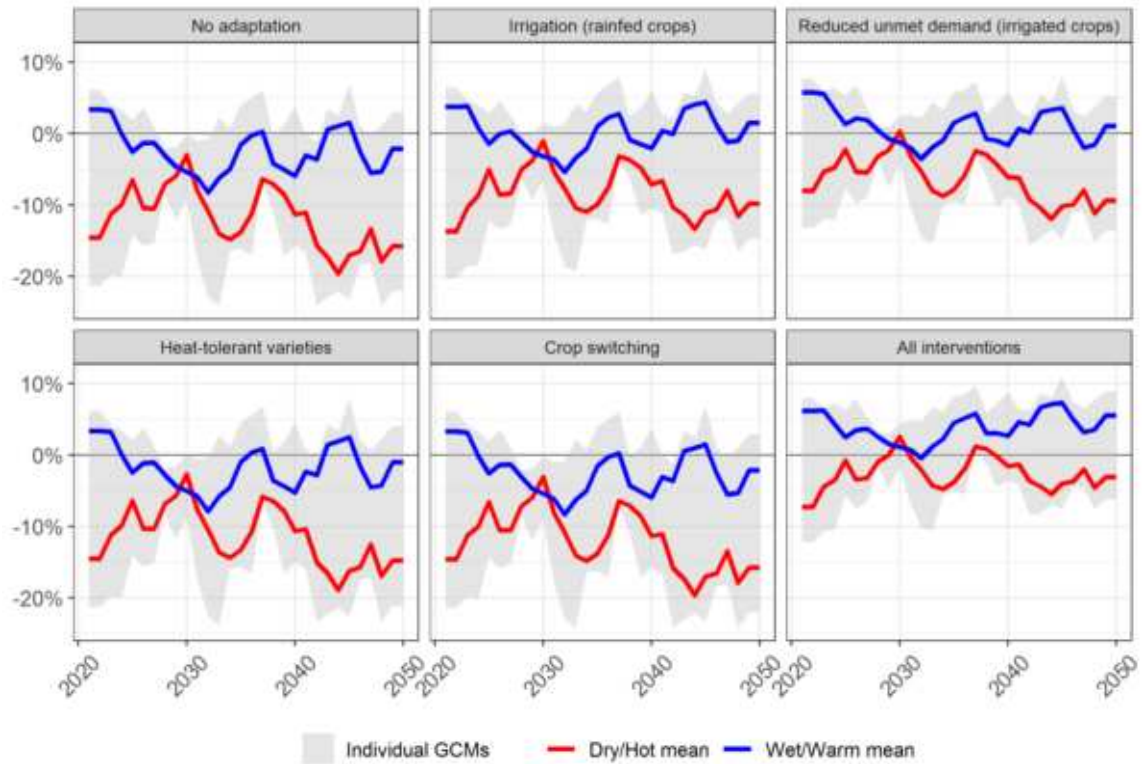 No adaptation
Irrigation (rainfed crops)
Reduced unmet demand (irrigated crops)
10%
0%
-10%
-20%
Heat-tolerant varieties
Crop switching
All interventions
10%
0%
-10%
-20%
2020 2030 2040 2050 2020 2030 2040 2050 2020 2030 2040 2050
Individual GCMs Dry/Hot mean Wet/Warm mean